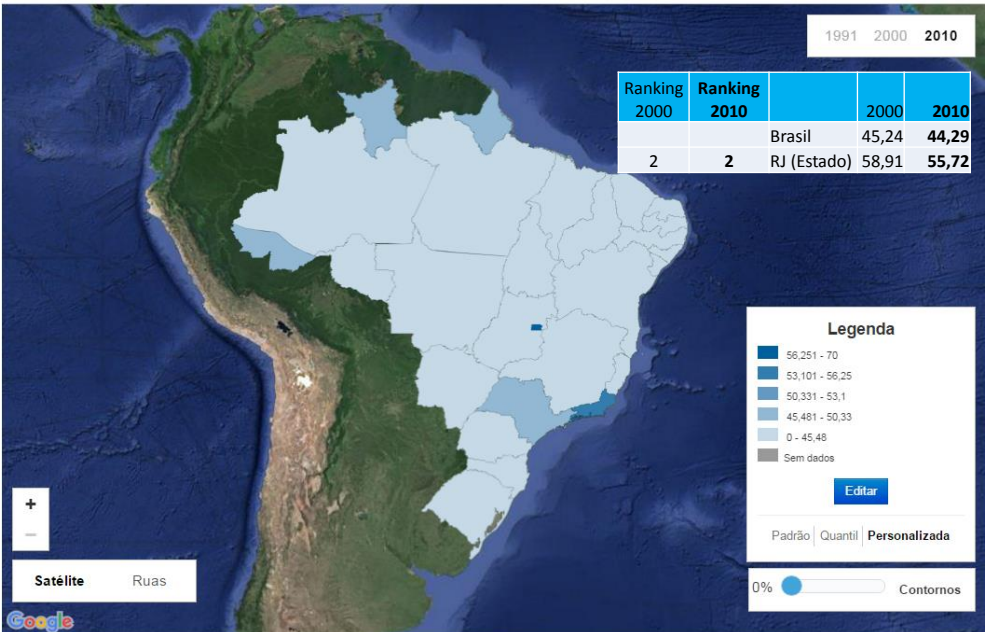 1991 2000 2010
Ranking 2000 Ranking 2010 2000 2010
Brasil 45,24 44,29
2 2 RJ (Estado) 58,91 55,72
Legenda
56,251 - 70
53,101 - 56,25
50,331 - 53,1
45,481 - 50,33
0 - 45,48
Sem dados
Editar
Padrão Quantil Personalizada
0% Contornos
+
−
Satélite Ruas
Google